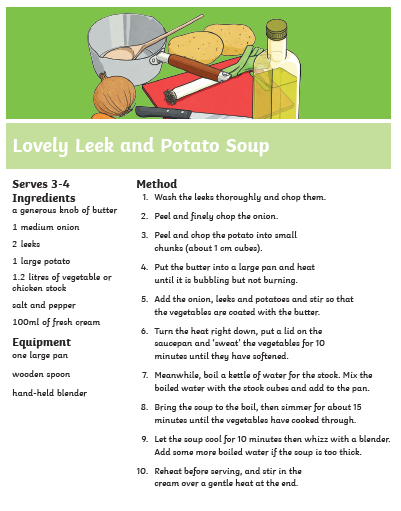 Lovely Leek and Potato Soup
Serves 3-4
Ingredients
a generous knob of butter
1 medium onion
2 leeks
1 large potato
1.2 litres of vegetable or
chicken stock
salt and pepper
100ml of fresh cream
Equipment
one large pan
wooden spoon
hand-held blender
Method
1. Wash the leeks thoroughly and chop them.
2. Peel and finely chop the onion.
3. Peel and chop the potato into small
chunks (about 1 cm cubes).
4. Put the butter into a large pan and heat
until it is bubbling but not burning.
5. Add the onion, leeks and potatoes and stir so that
the vegetables are coated with the butter.
6. Turn the heat right down, put a lid on the
saucepan and ‘sweat’ the vegetables for 10
minutes until they have softened.
7. Meanwhile, boil a kettle of water for the stock. Mix the
boiled water with the stock cubes and add to the pan.
8. Bring the soup to the boil, then simmer for about 15
minutes until the vegetables have cooked through.
9. Let the soup cool for 10 minutes then whizz with a blender.
Add some more boiled water if the soup is too thick.
10. Reheat before serving, and stir in the
cream over a gentle heat at the end.